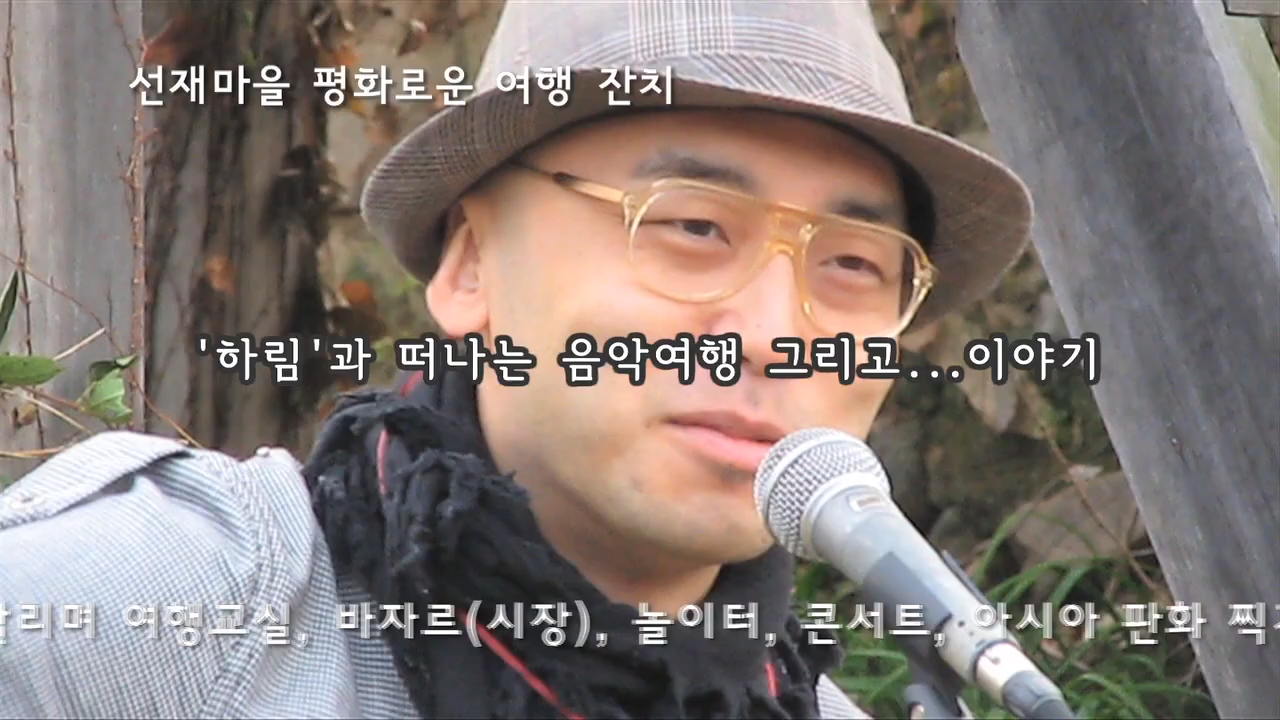 선재마을 평화로운 여행 잔치
'하림'과 떠나는 음악여행 그리고...이야기
여행교실, 바자르(시장), 놀이터, 콘서트, 아시아 판화